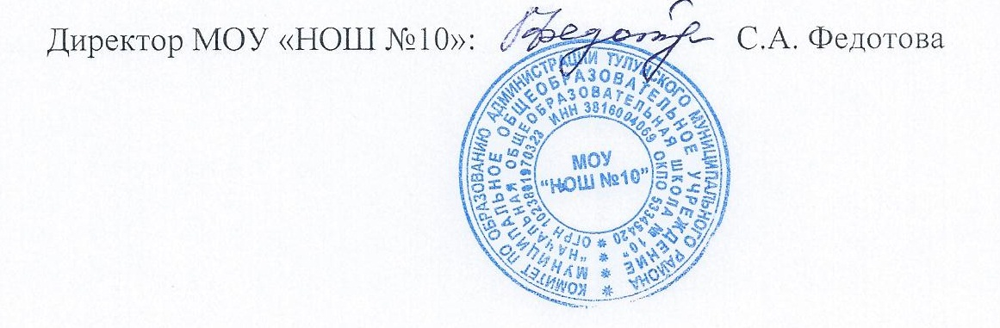 Директор МОУ «НОШ №10»: Федотова С.А. Федотова
КОМИТЕТ ПО ОБРАЗОВАНИЮ АДМИНИСТРАЦИИ ТУЛУНСКОГО МУНИЦИПАЛЬНОГО РАЙОНА
* МУНИЦИПАЛЬНОЕ ОБЩЕОБРАЗОВАТЕЛЬНОЕ УЧРЕЖДЕНИЕ *
* "НАЧАЛЬНАЯ ОБЩЕОБРАЗОВАТЕЛЬНАЯ ШКОЛА № 10" *
* ОГРН 1023801970323 ИНН 3816004069 ОКПО 53345420
МОУ
"НОШ №10"